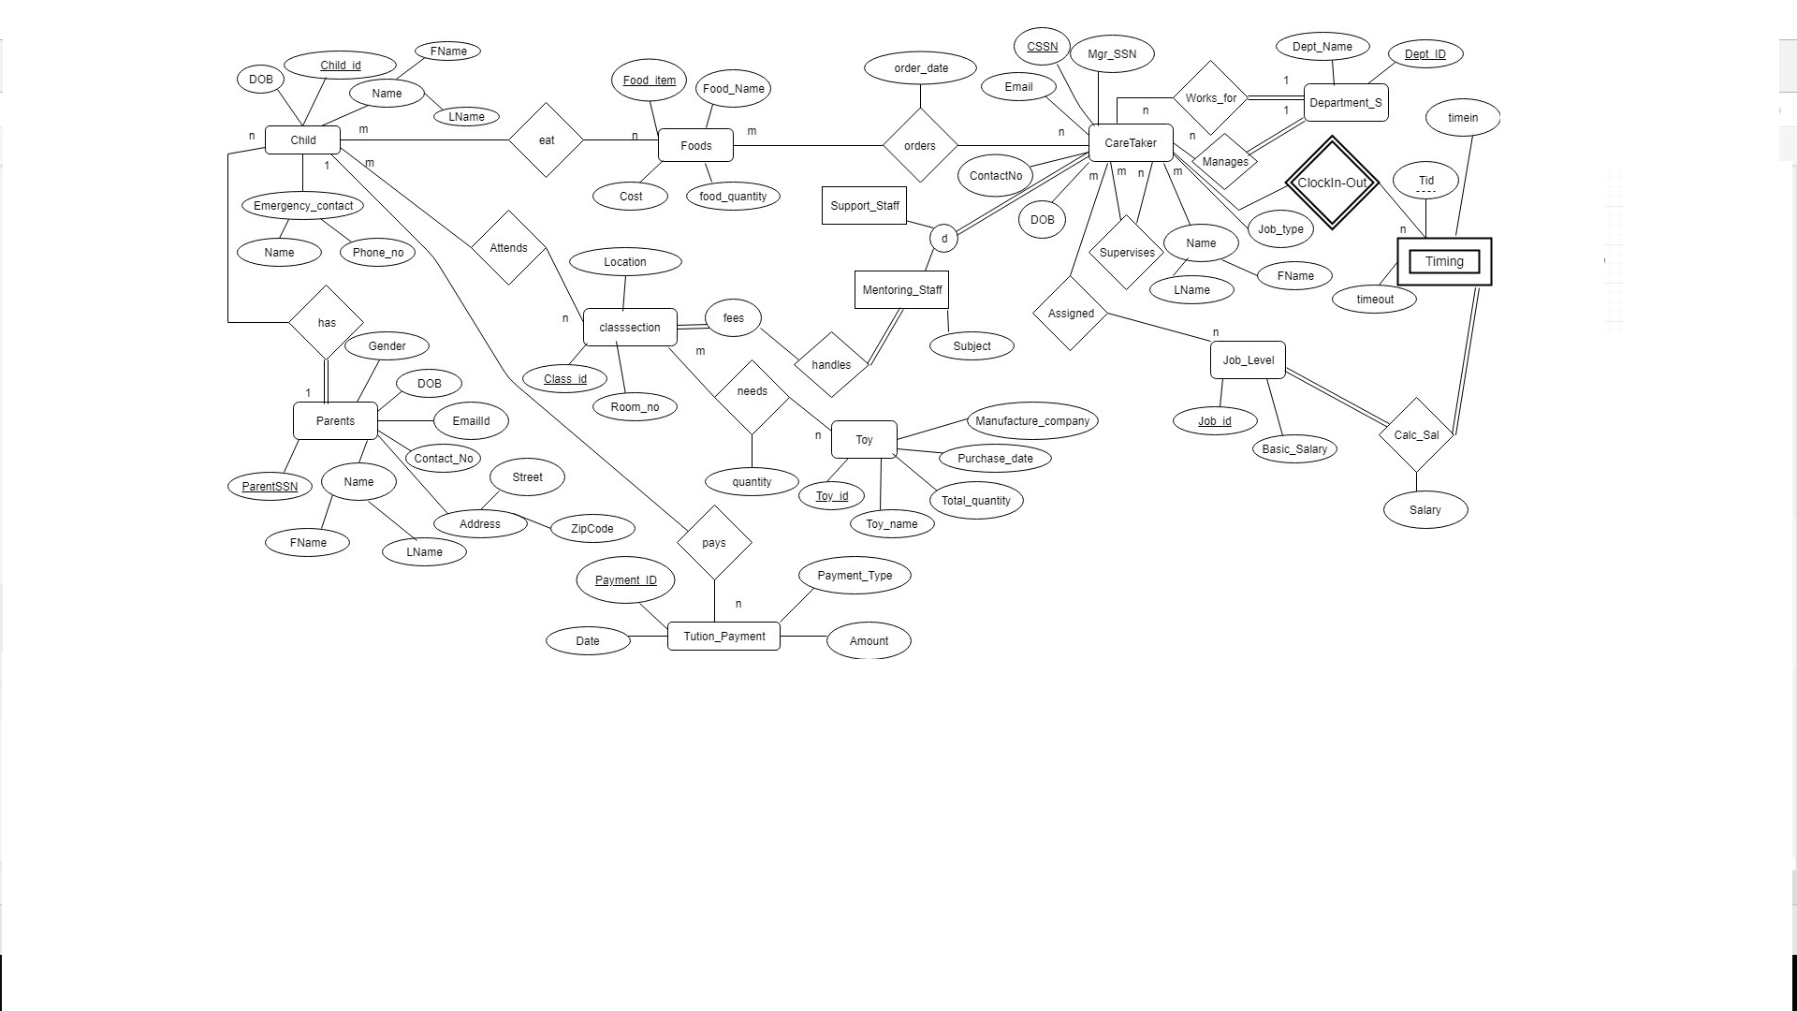 FName
CSSN
Mgr_SSN
Dept_Name
Dept_ID
DOB
Child_id
Name
LName
Food_item
Food_Name
order_date
Email
Works_for
1
Department_S
n
1
timein
n
Child
m
eat
n
Foods
m
orders
n
CareTaker
n
Manages
m
1
ContactNo
m
m
n
m
ClockIn-Out
Tid
Emergency_contact
Cost
food_quantity
Support_Staff
DOB
Job_type
n
Name
Phone_no
Attends
d
Supervises
Name
Location
Timing
LName
FName
timeout
Mentoring_Staff
has
n
classsection
fees
Assigned
n
Gender
m
handles
Subject
Job_Level
1
DOB
Class_id
Room_no
needs
Parents
EmailId
n
Toy
Manufacture_company
Job_id
Calc_Sal
Basic_Salary
Contact_No
Purchase_date
ParentSSN
Name
Street
quantity
Toy_id
Total_quantity
Salary
Address
ZipCode
Toy_name
FName
LName
pays
Payment_ID
Payment_Type
n
Date
Tution_Payment
Amount